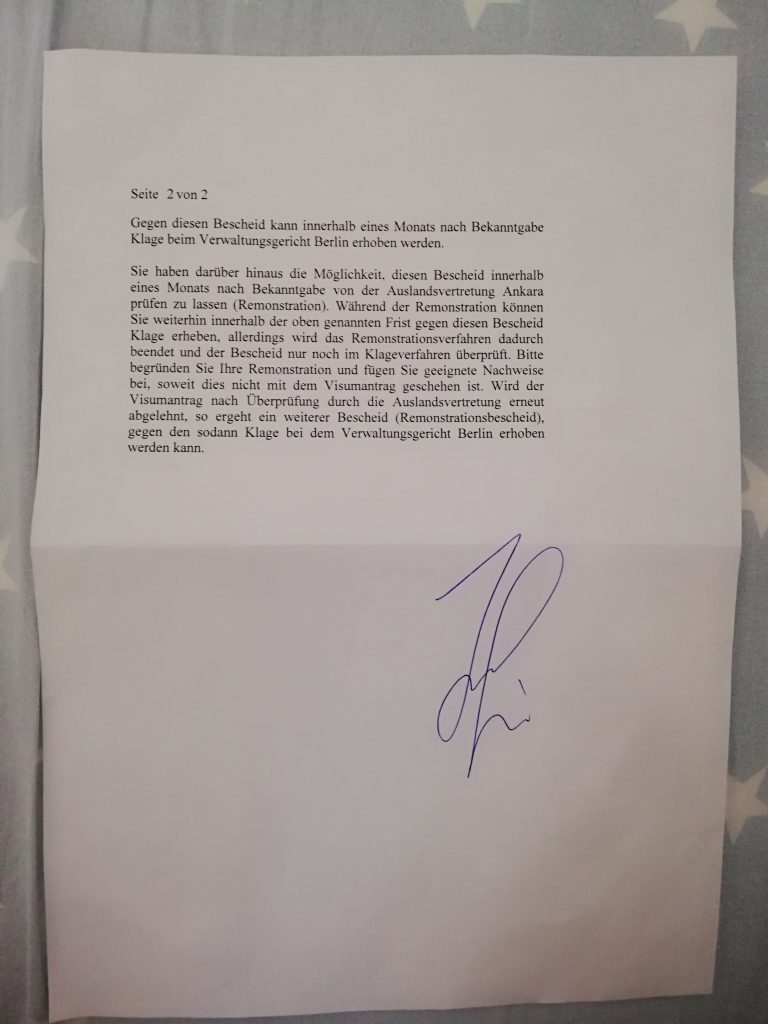 Seite 2 von 2
Gegen diesen Bescheid kann innerhalb eines Monats nach Bekanntgabe
Klage beim Verwaltungsgericht Berlin erhoben werden.
Sie haben darüber hinaus die Möglichkeit, diesen Bescheid innerhalb
eines Monats nach Bekanntgabe von der Auslandsvertretung Ankara
prüfen zu lassen (Remonstration). Während der Remonstration können
Sie weiterhin innerhalb der oben genannten Frist gegen diesen Bescheid
Klage erheben, allerdings wird das Remonstrationsverfahren dadurch
beendet und der Bescheid nur noch im Klageverfahren überprüft. Bitte
begründen Sie Ihre Remonstration und fügen Sie geeignete Nachweise
bei, soweit dies nicht mit dem Visumantrag geschehen ist. Wird der
Visumantrag nach Überprüfung durch die Auslandsvertretung erneut
abgelehnt, so ergeht ein weiterer Bescheid (Remonstrationsbescheid),
gegen den sodann Klage bei dem Verwaltungsgericht Berlin erhoben
werden kann.